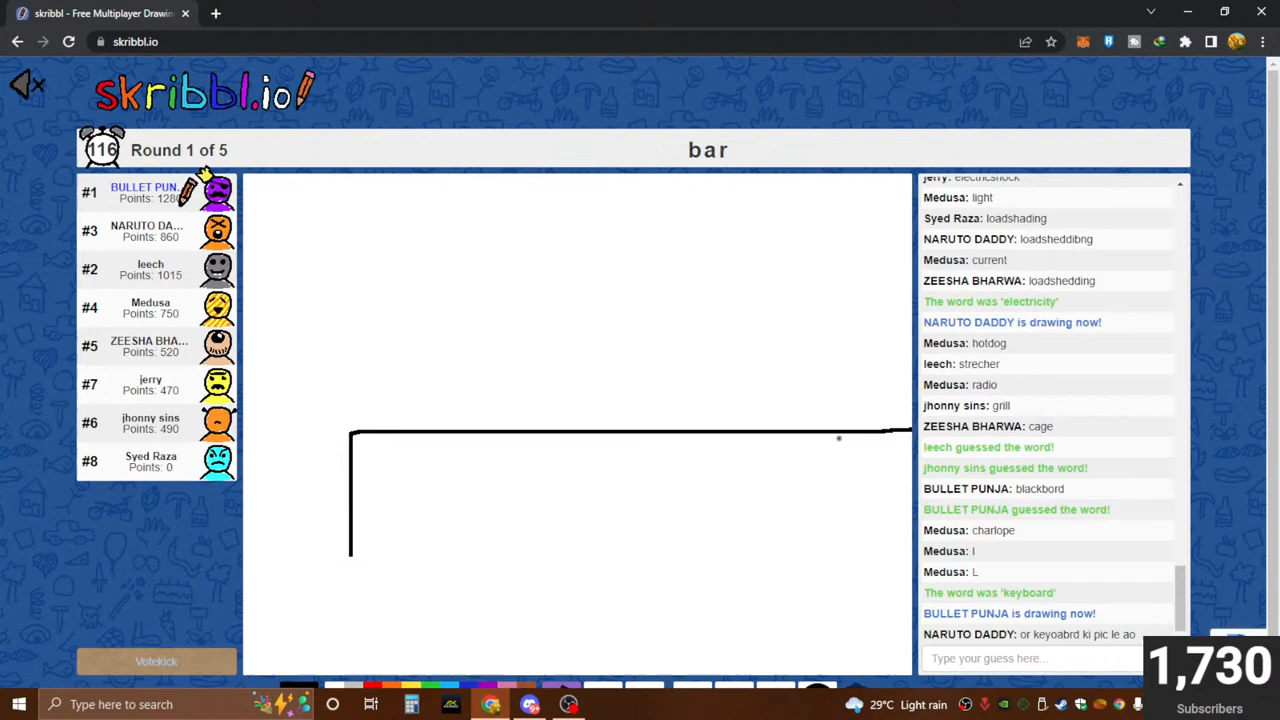 skribbl - Free Multiplayer Drawin
skribbl.io
skribbl.io
116
Round 1 of 5
bar
#1
BULLET PUN...
Points: 1280
#3
NARUTO DA...
Points: 860
#2
leech
Points: 1015
#4
Medusa
Points: 750
#5
ZEESHA BHA...
Points: 520
#7
jerry
Points: 470
#6
jhonny sins
Points: 490
#8
Syed Raza
Points: 0
Votekick
jerry: electricshock
Medusa: light
Syed Raza: loadshading
NARUTO DADDY: loadsheddibng
Medusa: current
ZEESHA BHARWA: loadshedding
The word was 'electricity'
NARUTO DADDY is drawing now!
Medusa: hotdog
leech: strecher
Medusa: radio
jhonny sins: grill
ZEESHA BHARWA: cage
leech guessed the word!
jhonny sins guessed the word!
BULLET PUNJA: blackbord
BULLET PUNJA guessed the word!
Medusa: charlope
Medusa: I
Medusa: L
The word was 'keyboard'
BULLET PUNJA is drawing now!
NARUTO DADDY: or keyoabrd ki pic le ao
Type your guess here...
1,730
Subscribers
Type here to search
29°C Light rain